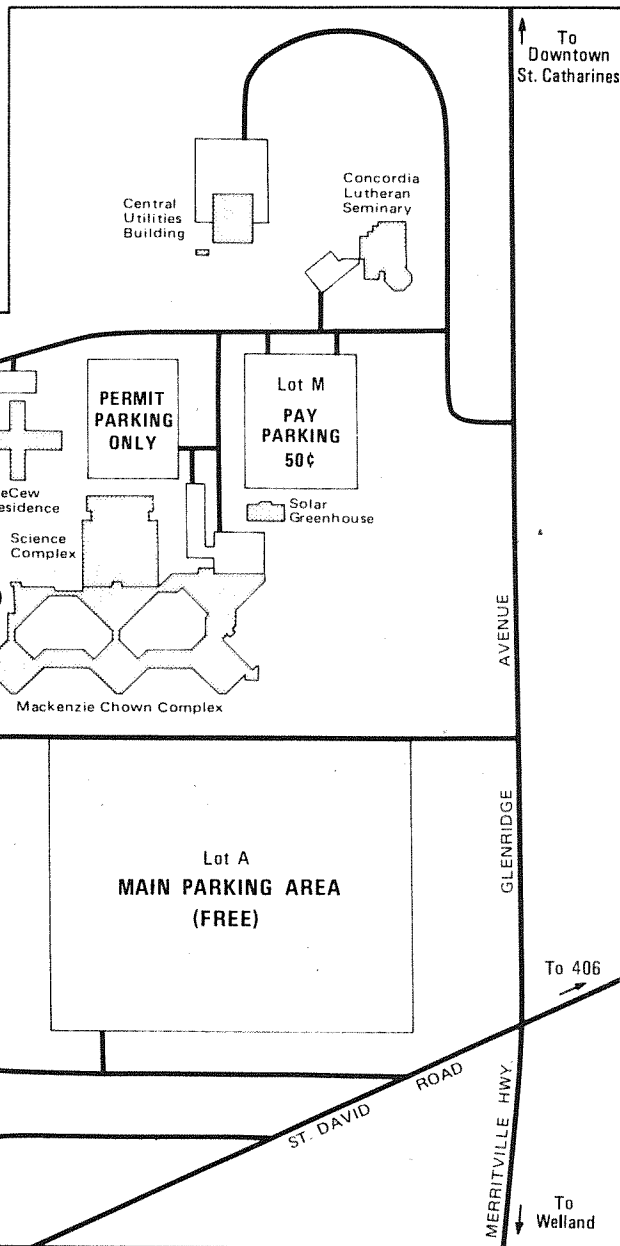 To
Downtown
St. Catharines
Concordia
Lutheran
Seminary
Central
Utilities
Building
PERMIT
PARKING
ONLY
Lot M
PAY
PARKING
50¢
eCew
esidence
Solar
Greenhouse
Science
Complex
Mackenzie Chown Complex
AVENUE
GLENRIDGE
Lot A
MAIN PARKING AREA
(FREE)
To 406
ST. DAVID ROAD
MERRITVILLE HWY.
To
Welland